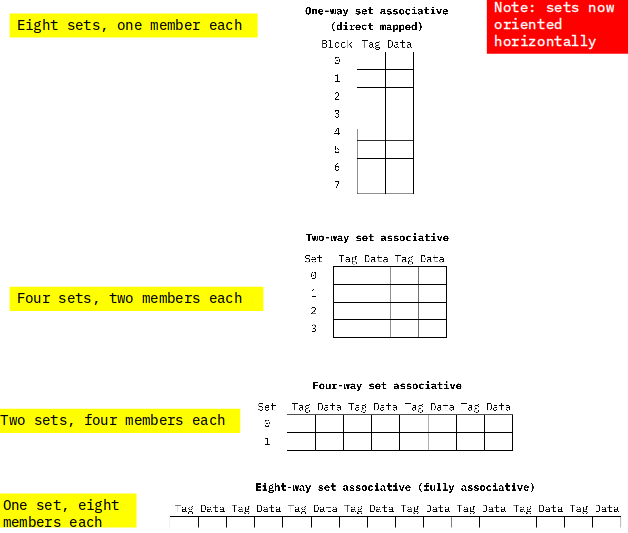 One-way set associative
(direct mapped)
Note: sets now
oriented
horizontally
Eight sets, one member each
Block Tag Data
0
1
2
3
4
5
6
7
Two-way set associative
Set Tag Data Tag Data
0
1
2
3
Four sets, two members each
Four-way set associative
Set Tag Data Tag Data Tag Data Tag Data
0
1
Two sets, four members each
Eight-way set associative (fully associative)
Tag Data Tag Data Tag Data Tag Data Tag Data Tag Data Tag Data Tag Data
One set, eight
members each